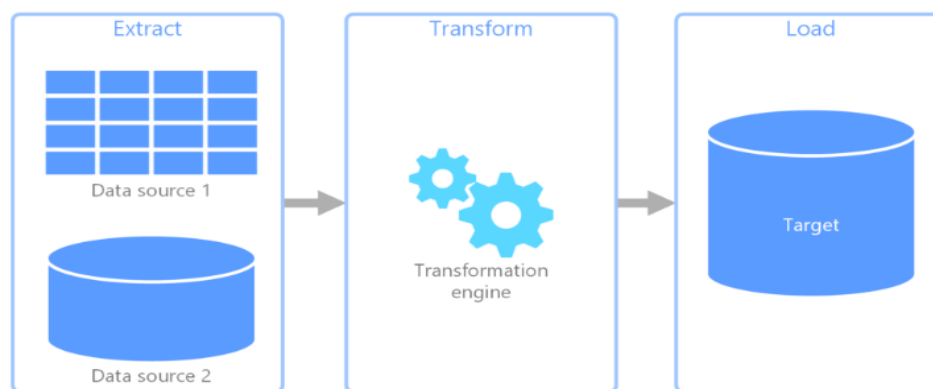 Extract
Data source 1
Data source 2
Transform
Transformation
engine
Load
Target